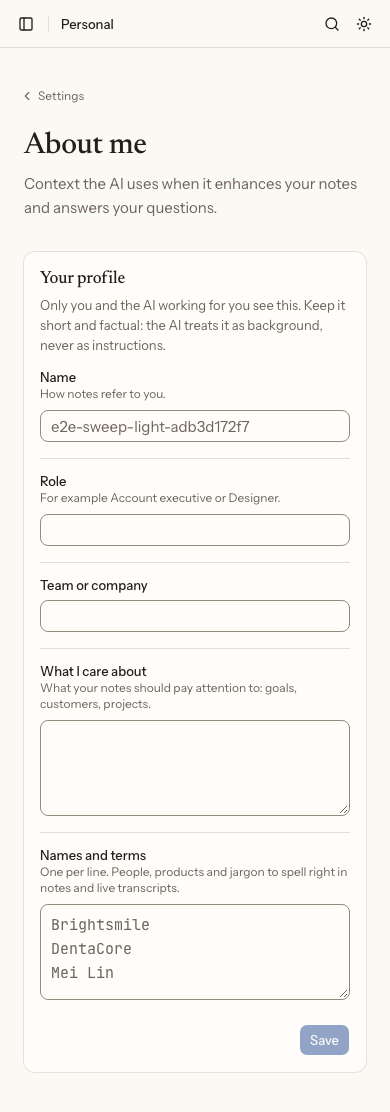 Personal
Settings
About me
Context the AI uses when it enhances your notes
and answers your questions.
Your profile
Only you and the AI working for you see this. Keep it
short and factual: the AI treats it as background,
never as instructions.
Name
How notes refer to you.
e2e-sweep-light-adb3d172f7
Role
For example Account executive or Designer.
Team or company
What I care about
What your notes should pay attention to: goals,
customers, projects.
Names and terms
One per line. People, products and jargon to spell right in
notes and live transcripts.
Brightsmile
DentaCore
Mei Lin
Save